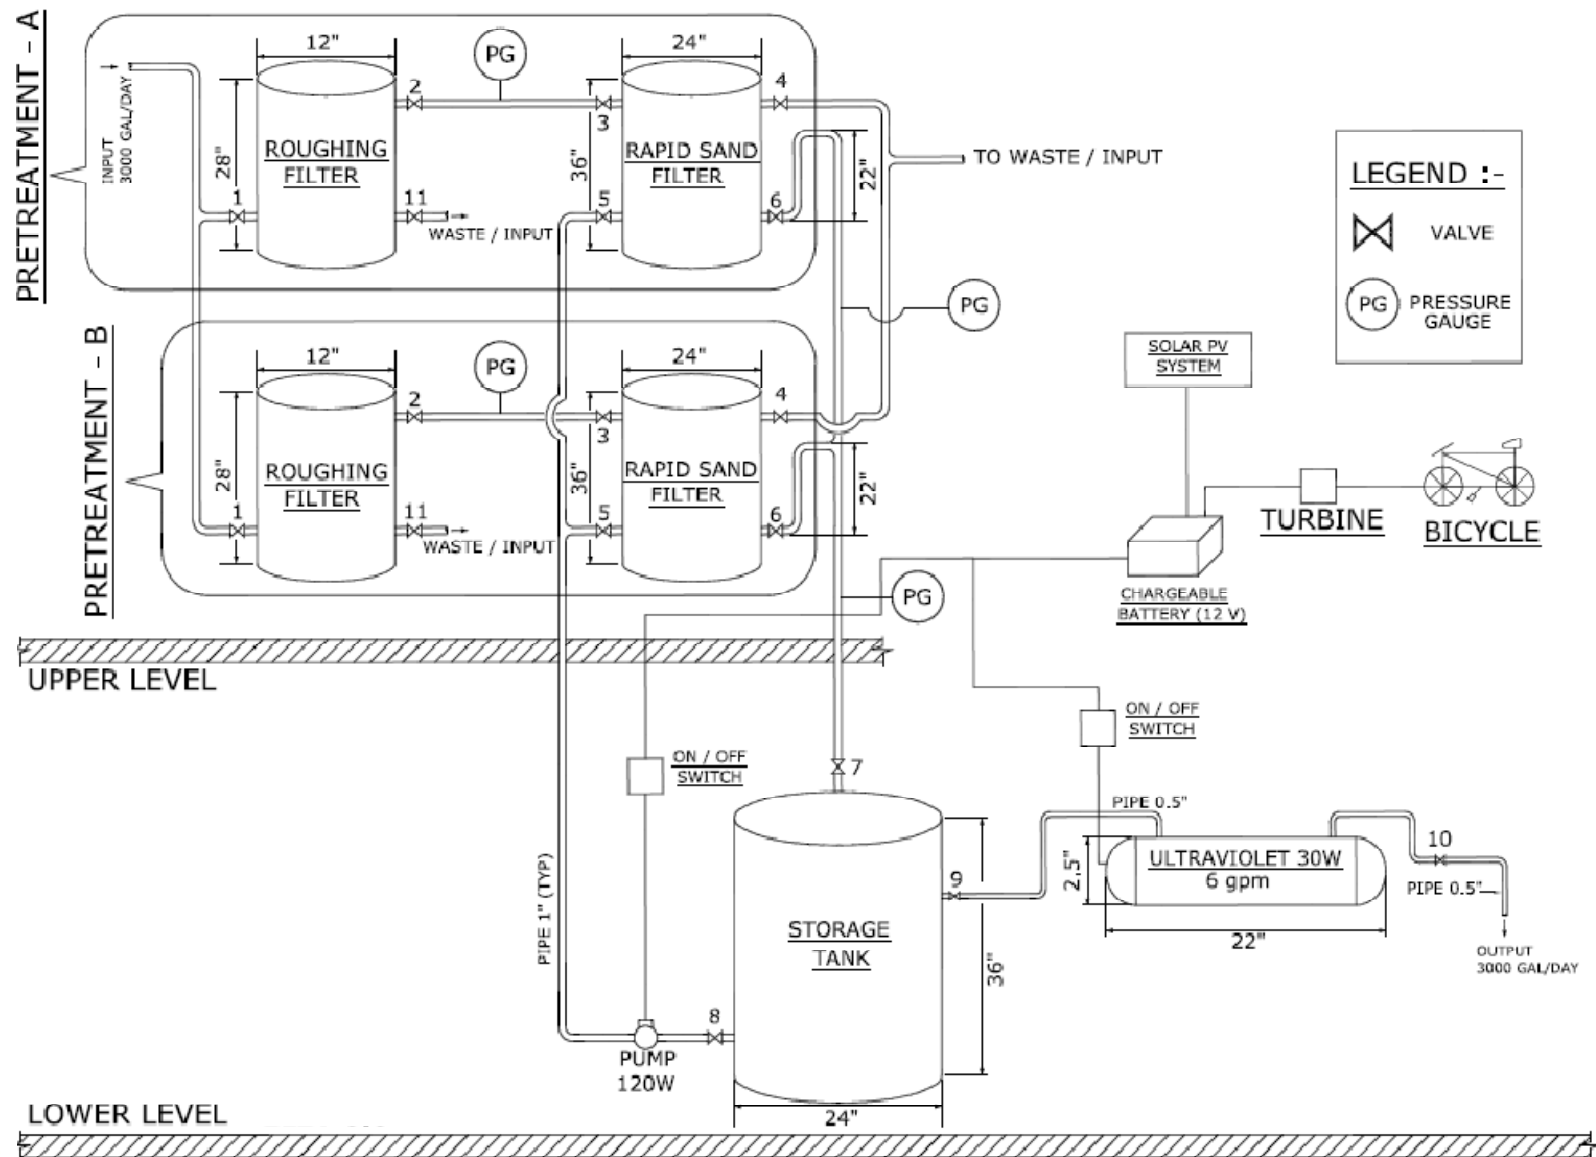 PRETREATMENT - A
INPUT
3000 GAL/DAY
12"
28"
ROUGHING
FILTER
1
2
11
WASTE / INPUT
PG
24"
36"
RAPID SAND
FILTER
3
4
5
6
22"
TO WASTE / INPUT
PG
LEGEND :-
VALVE
PG
PRESSURE
GAUGE
PRETREATMENT - B
12"
28"
ROUGHING
FILTER
1
2
11
WASTE / INPUT
PG
24"
36"
RAPID SAND
FILTER
3
4
5
6
22"
PG
SOLAR PV
SYSTEM
TURBINE
BICYCLE
CHARGEABLE
BATTERY (12 V)
UPPER LEVEL
ON / OFF
SWITCH
ON / OFF
SWITCH
7
PIPE 1" (TYP)
PUMP
120W
8
STORAGE
TANK
36"
24"
9
PIPE 0.5"
ULTRAVIOLET 30W
6 gpm
2.5"
22"
10
PIPE 0.5"
OUTPUT
3000 GAL/DAY
LOWER LEVEL